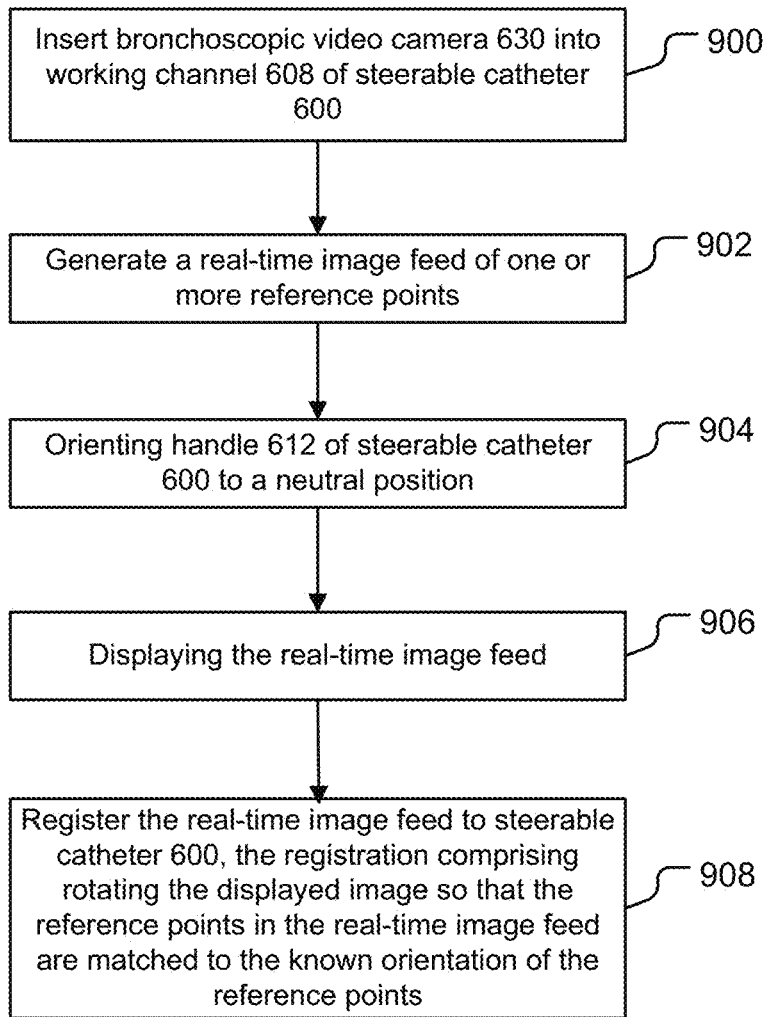 Insert bronchoscopic video camera 630 into
working channel 608 of steerable catheter
600
900
Generate a real-time image feed of one or
more reference points
902
Orienting handle 612 of steerable catheter
600 to a neutral position
904
Displaying the real-time image feed
906
Register the real-time image feed to steerable
catheter 600, the registration comprising
rotating the displayed image so that the
reference points in the real-time image feed
are matched to the known orientation of the
reference points
908